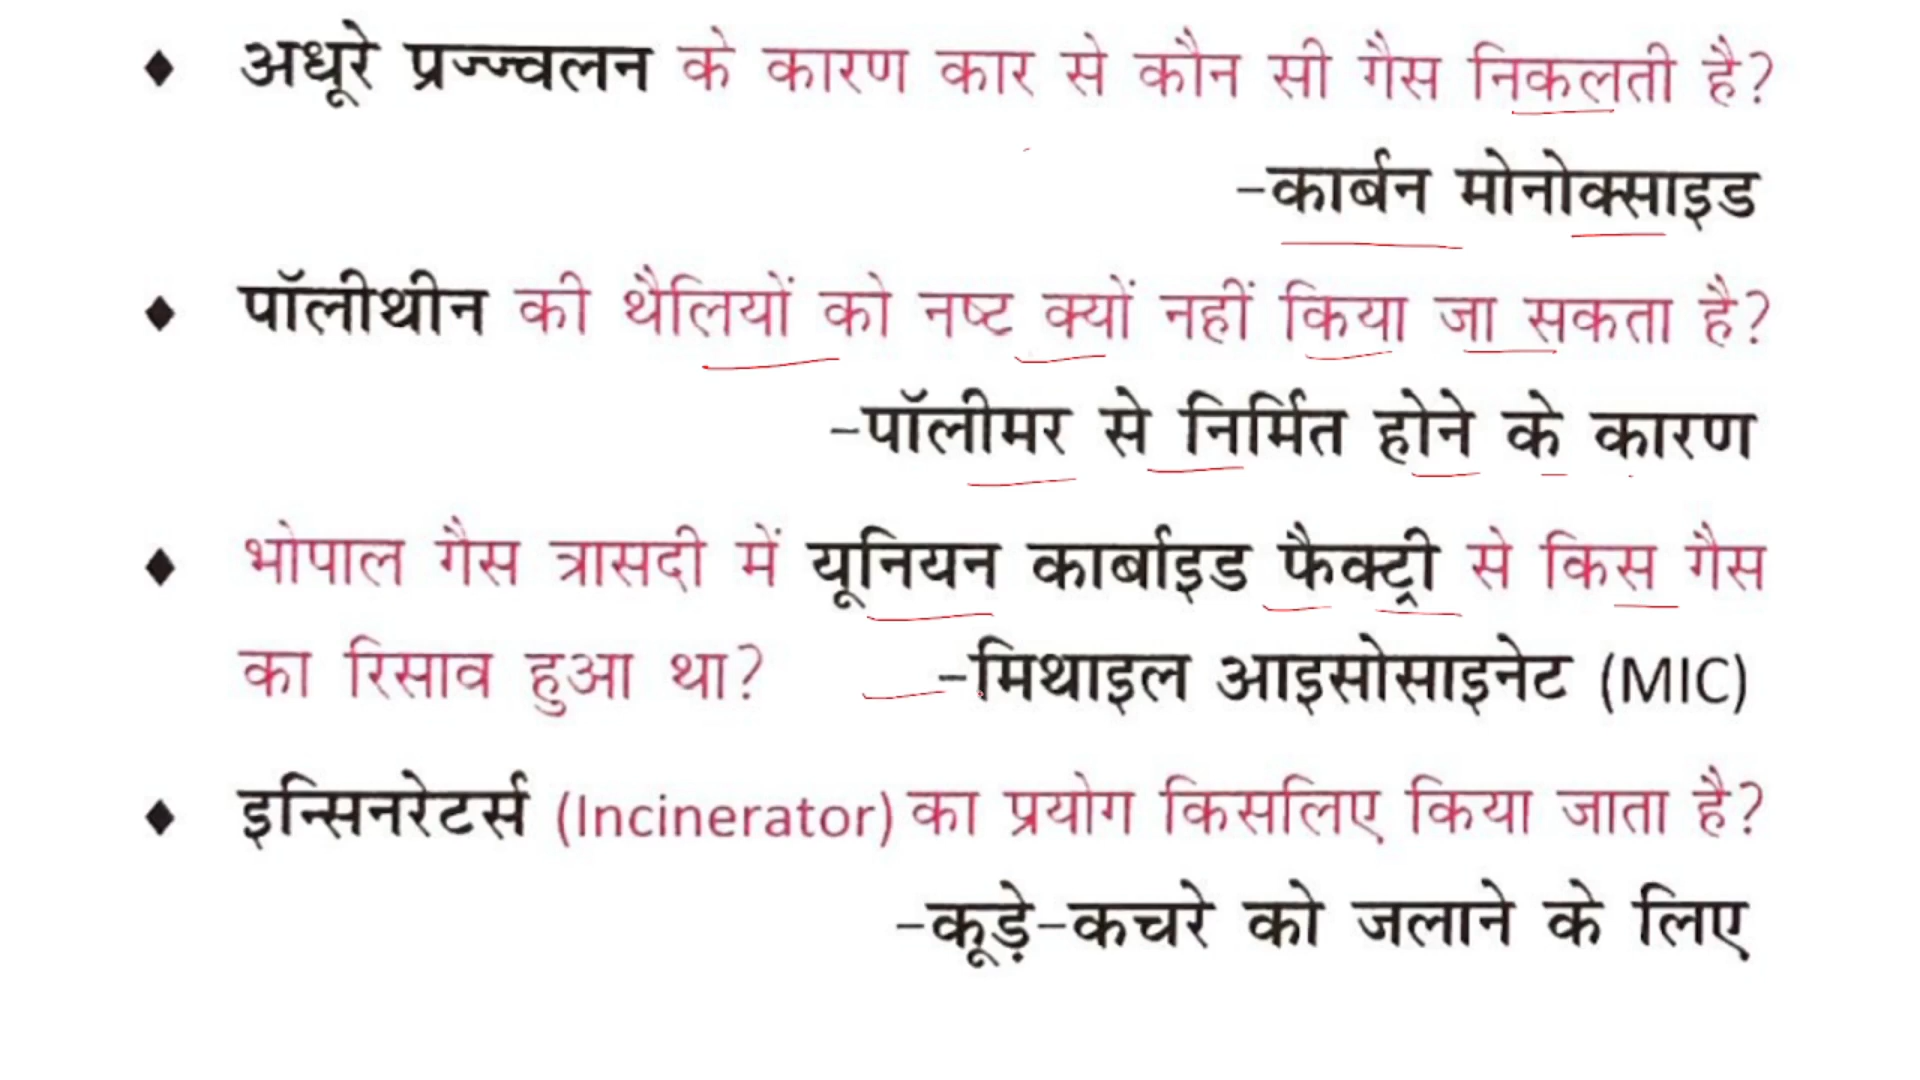 ♦ अधूरे प्रज्ज्वलन के कारण कार से कौन सी गैस निकलती है?
-कार्बन मोनोक्साइड
♦ पॉलीथीन की थैलियों को नष्ट क्यों नहीं किया जा सकता है?
-पॉलीमर से निर्मित होने के कारण
♦ भोपाल गैस त्रासदी में यूनियन कार्बाइड फैक्ट्री से किस गैस
का रिसाव हुआ था? -मिथाइल आइसोसाइनेट (MIC)
♦ इन्सिनरेटर्स (Incinerator) का प्रयोग किसलिए किया जाता है?
-कूड़े-कचरे को जलाने के लिए